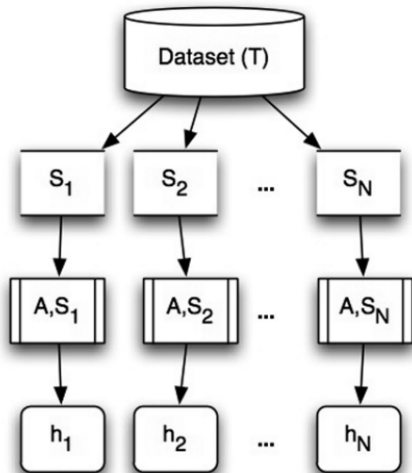 Dataset (T)
S1 S2 ... SN
A,S1 A,S2 ... A,SN
h1 h2 ... hN